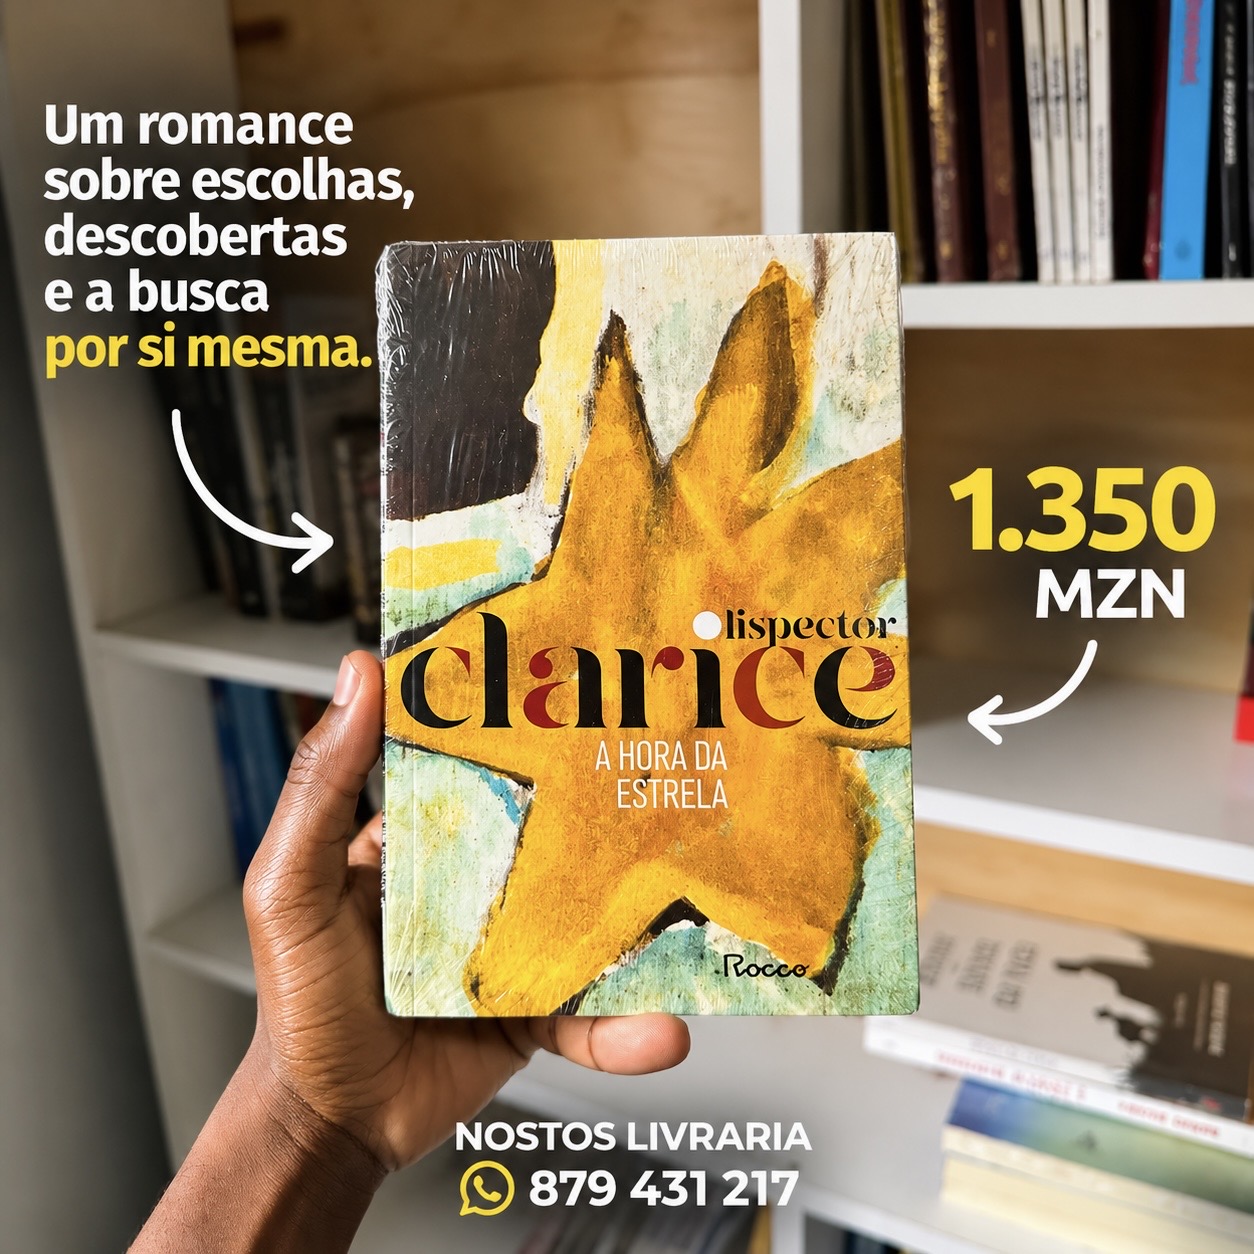 Um romance
sobre escolhas,
descobertas
e a busca
por si mesma.
1.350
MZN
lispector
clarice
A HORA DA
ESTRELA
Rocco
NOSTOS LIVRARIA
879 431 217